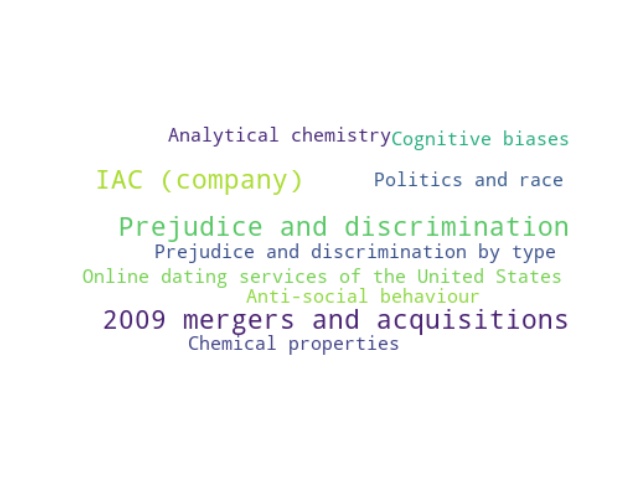 Analytical chemistry
Cognitive biases
IAC (company)
Politics and race
Prejudice and discrimination
Prejudice and discrimination by type
Online dating services of the United States
Anti-social behaviour
2009 mergers and acquisitions
Chemical properties